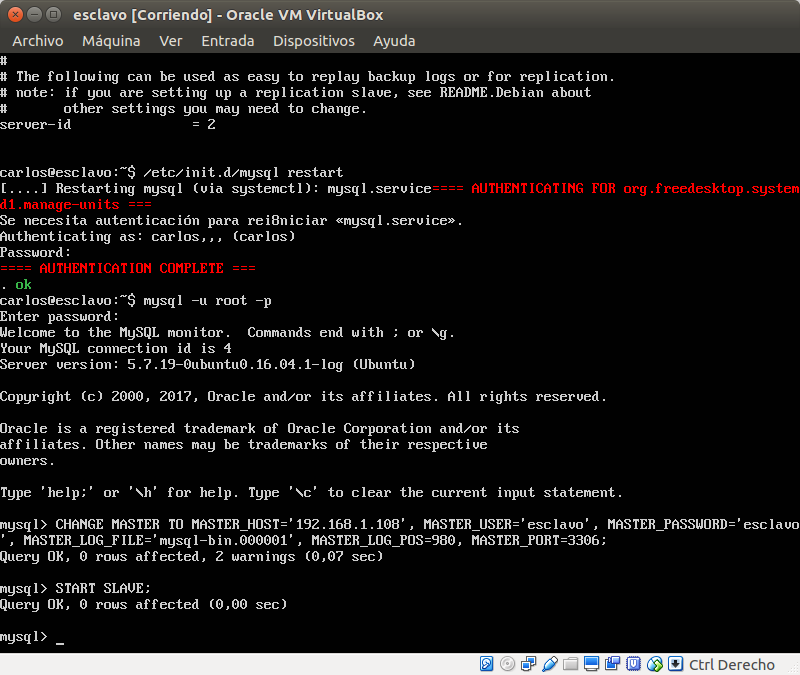 esclavo [Corriendo] - Oracle VM VirtualBox
Archivo Máquina Ver Entrada Dispositivos Ayuda
#
# The following can be used as easy to replay backup logs or for replication.
# note: if you are setting up a replication slave, see README.Debian about
#       other settings you may need to change.
server-id               = 2
carlos@esclavo:~$ /etc/init.d/mysql restart
[....] Restarting mysql (via systemctl): mysql.service==== AUTHENTICATING FOR org.freedesktop.system
d1.manage-units ===
Se necesita autenticación para rei8niciar «mysql.service».
Authenticating as: carlos,,, (carlos)
Password:
==== AUTHENTICATION COMPLETE ===
. ok
carlos@esclavo:~$ mysql -u root -p
Enter password:
Welcome to the MySQL monitor.  Commands end with ; or \g.
Your MySQL connection id is 4
Server version: 5.7.19-0ubuntu0.16.04.1-log (Ubuntu)
Copyright (c) 2000, 2017, Oracle and/or its affiliates. All rights reserved.
Oracle is a registered trademark of Oracle Corporation and/or its
affiliates. Other names may be trademarks of their respective
owners.
Type 'help;' or '\h' for help. Type '\c' to clear the current input statement.
mysql> CHANGE MASTER TO MASTER_HOST='192.168.1.108', MASTER_USER='esclavo', MASTER_PASSWORD='esclavo
', MASTER_LOG_FILE='mysql-bin.000001', MASTER_LOG_POS=980, MASTER_PORT=3306;
Query OK, 0 rows affected, 2 warnings (0,07 sec)
mysql> START SLAVE;
Query OK, 0 rows affected (0,00 sec)
mysql> _
Ctrl Derecho